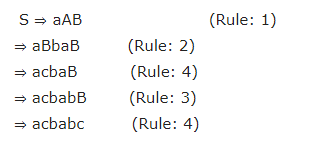 S ⇒ aAB (Rule: 1)
⇒ aBbaB (Rule: 2)
⇒ acbaB (Rule: 4)
⇒ acbabB (Rule: 3)
⇒ acbabc (Rule: 4)